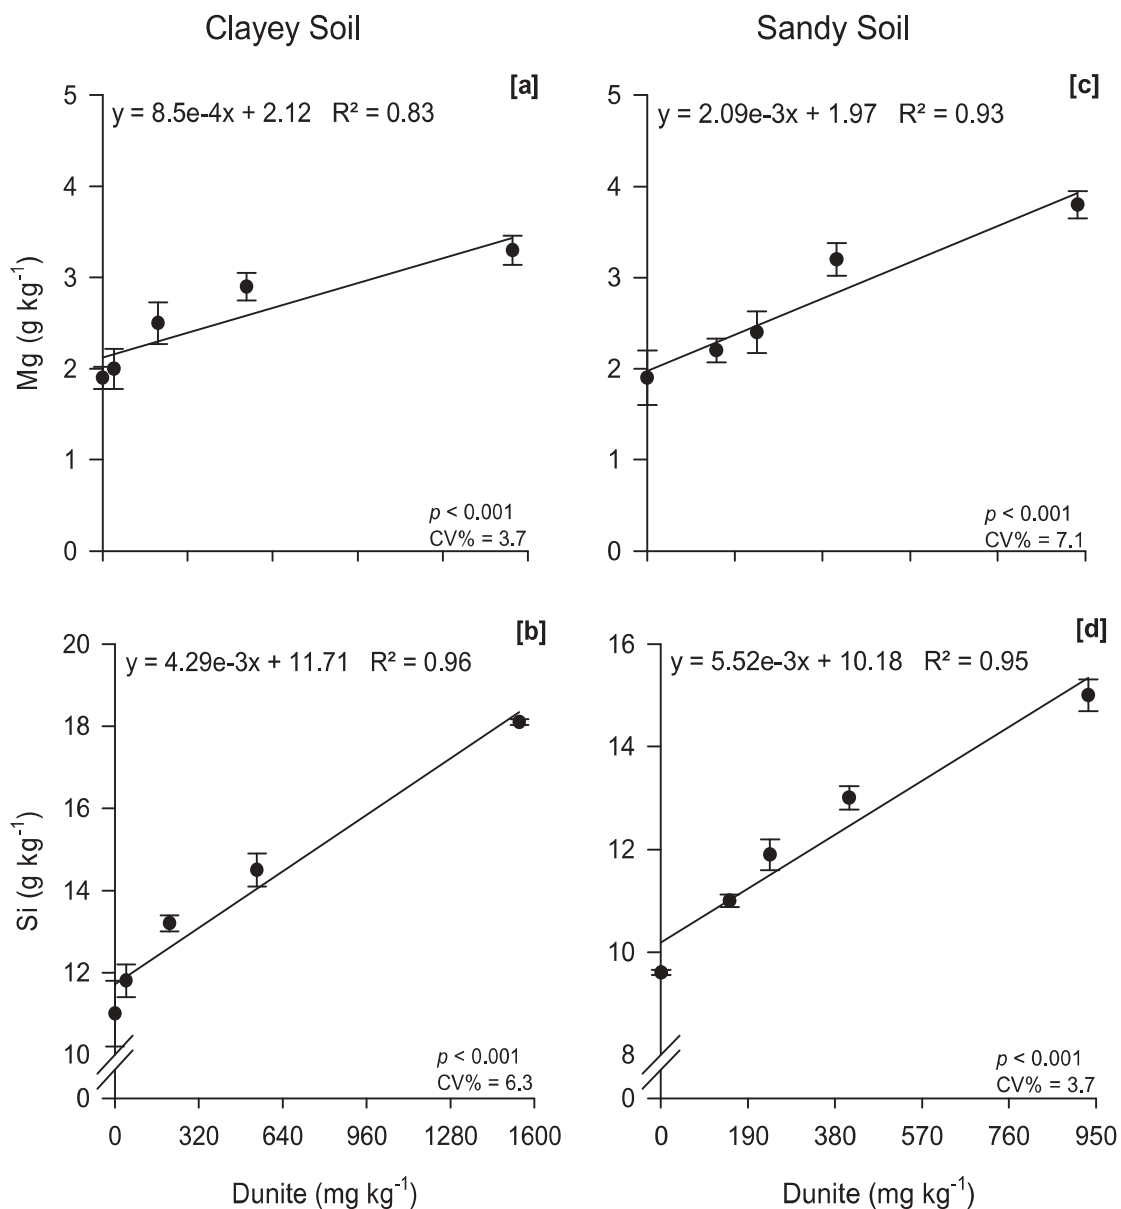 Clayey Soil
Sandy Soil
[a]
y = 8.5e-4x + 2.12 R² = 0.83
5
4
3
2
1
0
Mg (g kg⁻¹)
p < 0.001
CV% = 3.7
[c]
y = 2.09e-3x + 1.97 R² = 0.93
5
4
3
2
1
0
p < 0.001
CV% = 7.1
[b]
y = 4.29e-3x + 11.71 R² = 0.96
20
18
16
14
12
10
0
Si (g kg⁻¹)
p < 0.001
CV% = 6.3
0 320 640 960 1280 1600
Dunite (mg kg⁻¹)
[d]
y = 5.52e-3x + 10.18 R² = 0.95
16
14
12
10
8
0
p < 0.001
CV% = 3.7
0 190 380 570 760 950
Dunite (mg kg⁻¹)